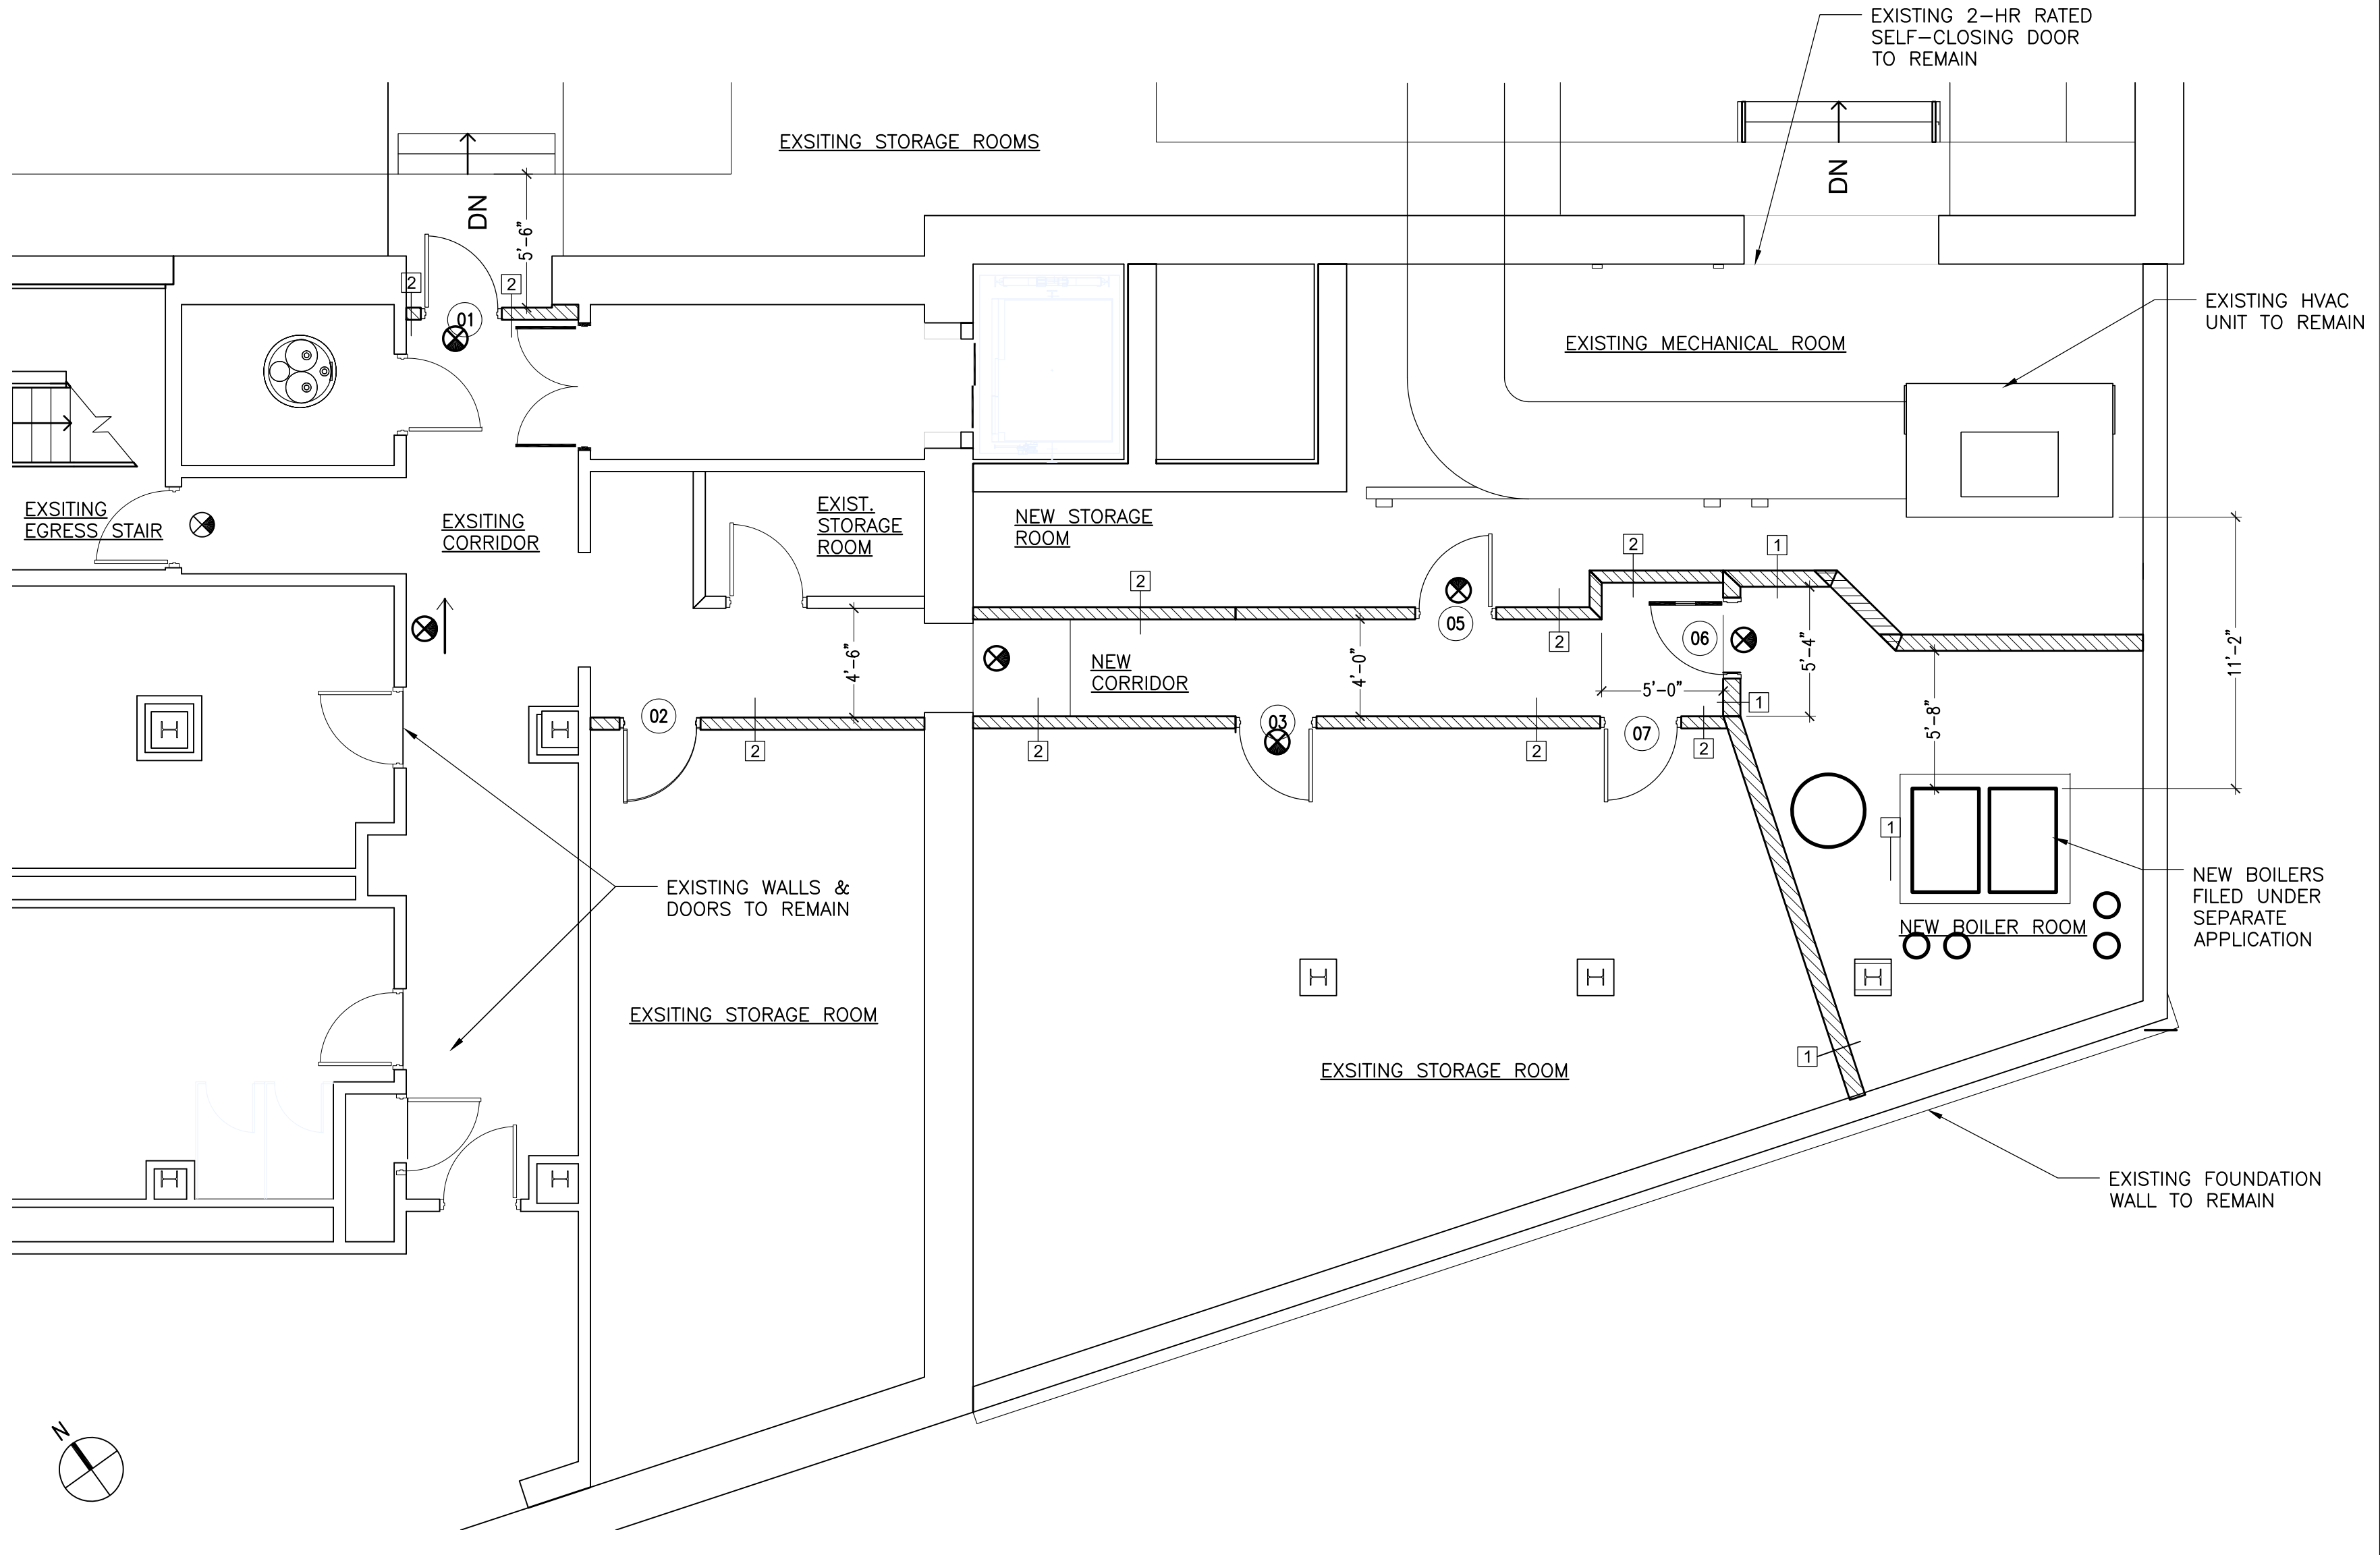 EXISTING 2-HR RATED
SELF-CLOSING DOOR
TO REMAIN
EXSITING STORAGE ROOMS
DN
DN
5'-6"
2
2
01
EXISTING HVAC
UNIT TO REMAIN
EXISTING MECHANICAL ROOM
EXSITING
EGRESS STAIR
EXSITING
CORRIDOR
EXIST.
STORAGE
ROOM
NEW STORAGE
ROOM
2
2
1
05
2
06
5'-4"
11'-2"
4'-6"
NEW
CORRIDOR
4'-0"
5'-0"
1
5'-8"
02
03
07
2
2
2
2
H
H
1
EXISTING WALLS &
DOORS TO REMAIN
NEW BOILERS
FILED UNDER
SEPARATE
APPLICATION
NEW BOILER ROOM
H
H
H
EXSITING STORAGE ROOM
1
EXSITING STORAGE ROOM
H
H
EXISTING FOUNDATION
WALL TO REMAIN
N